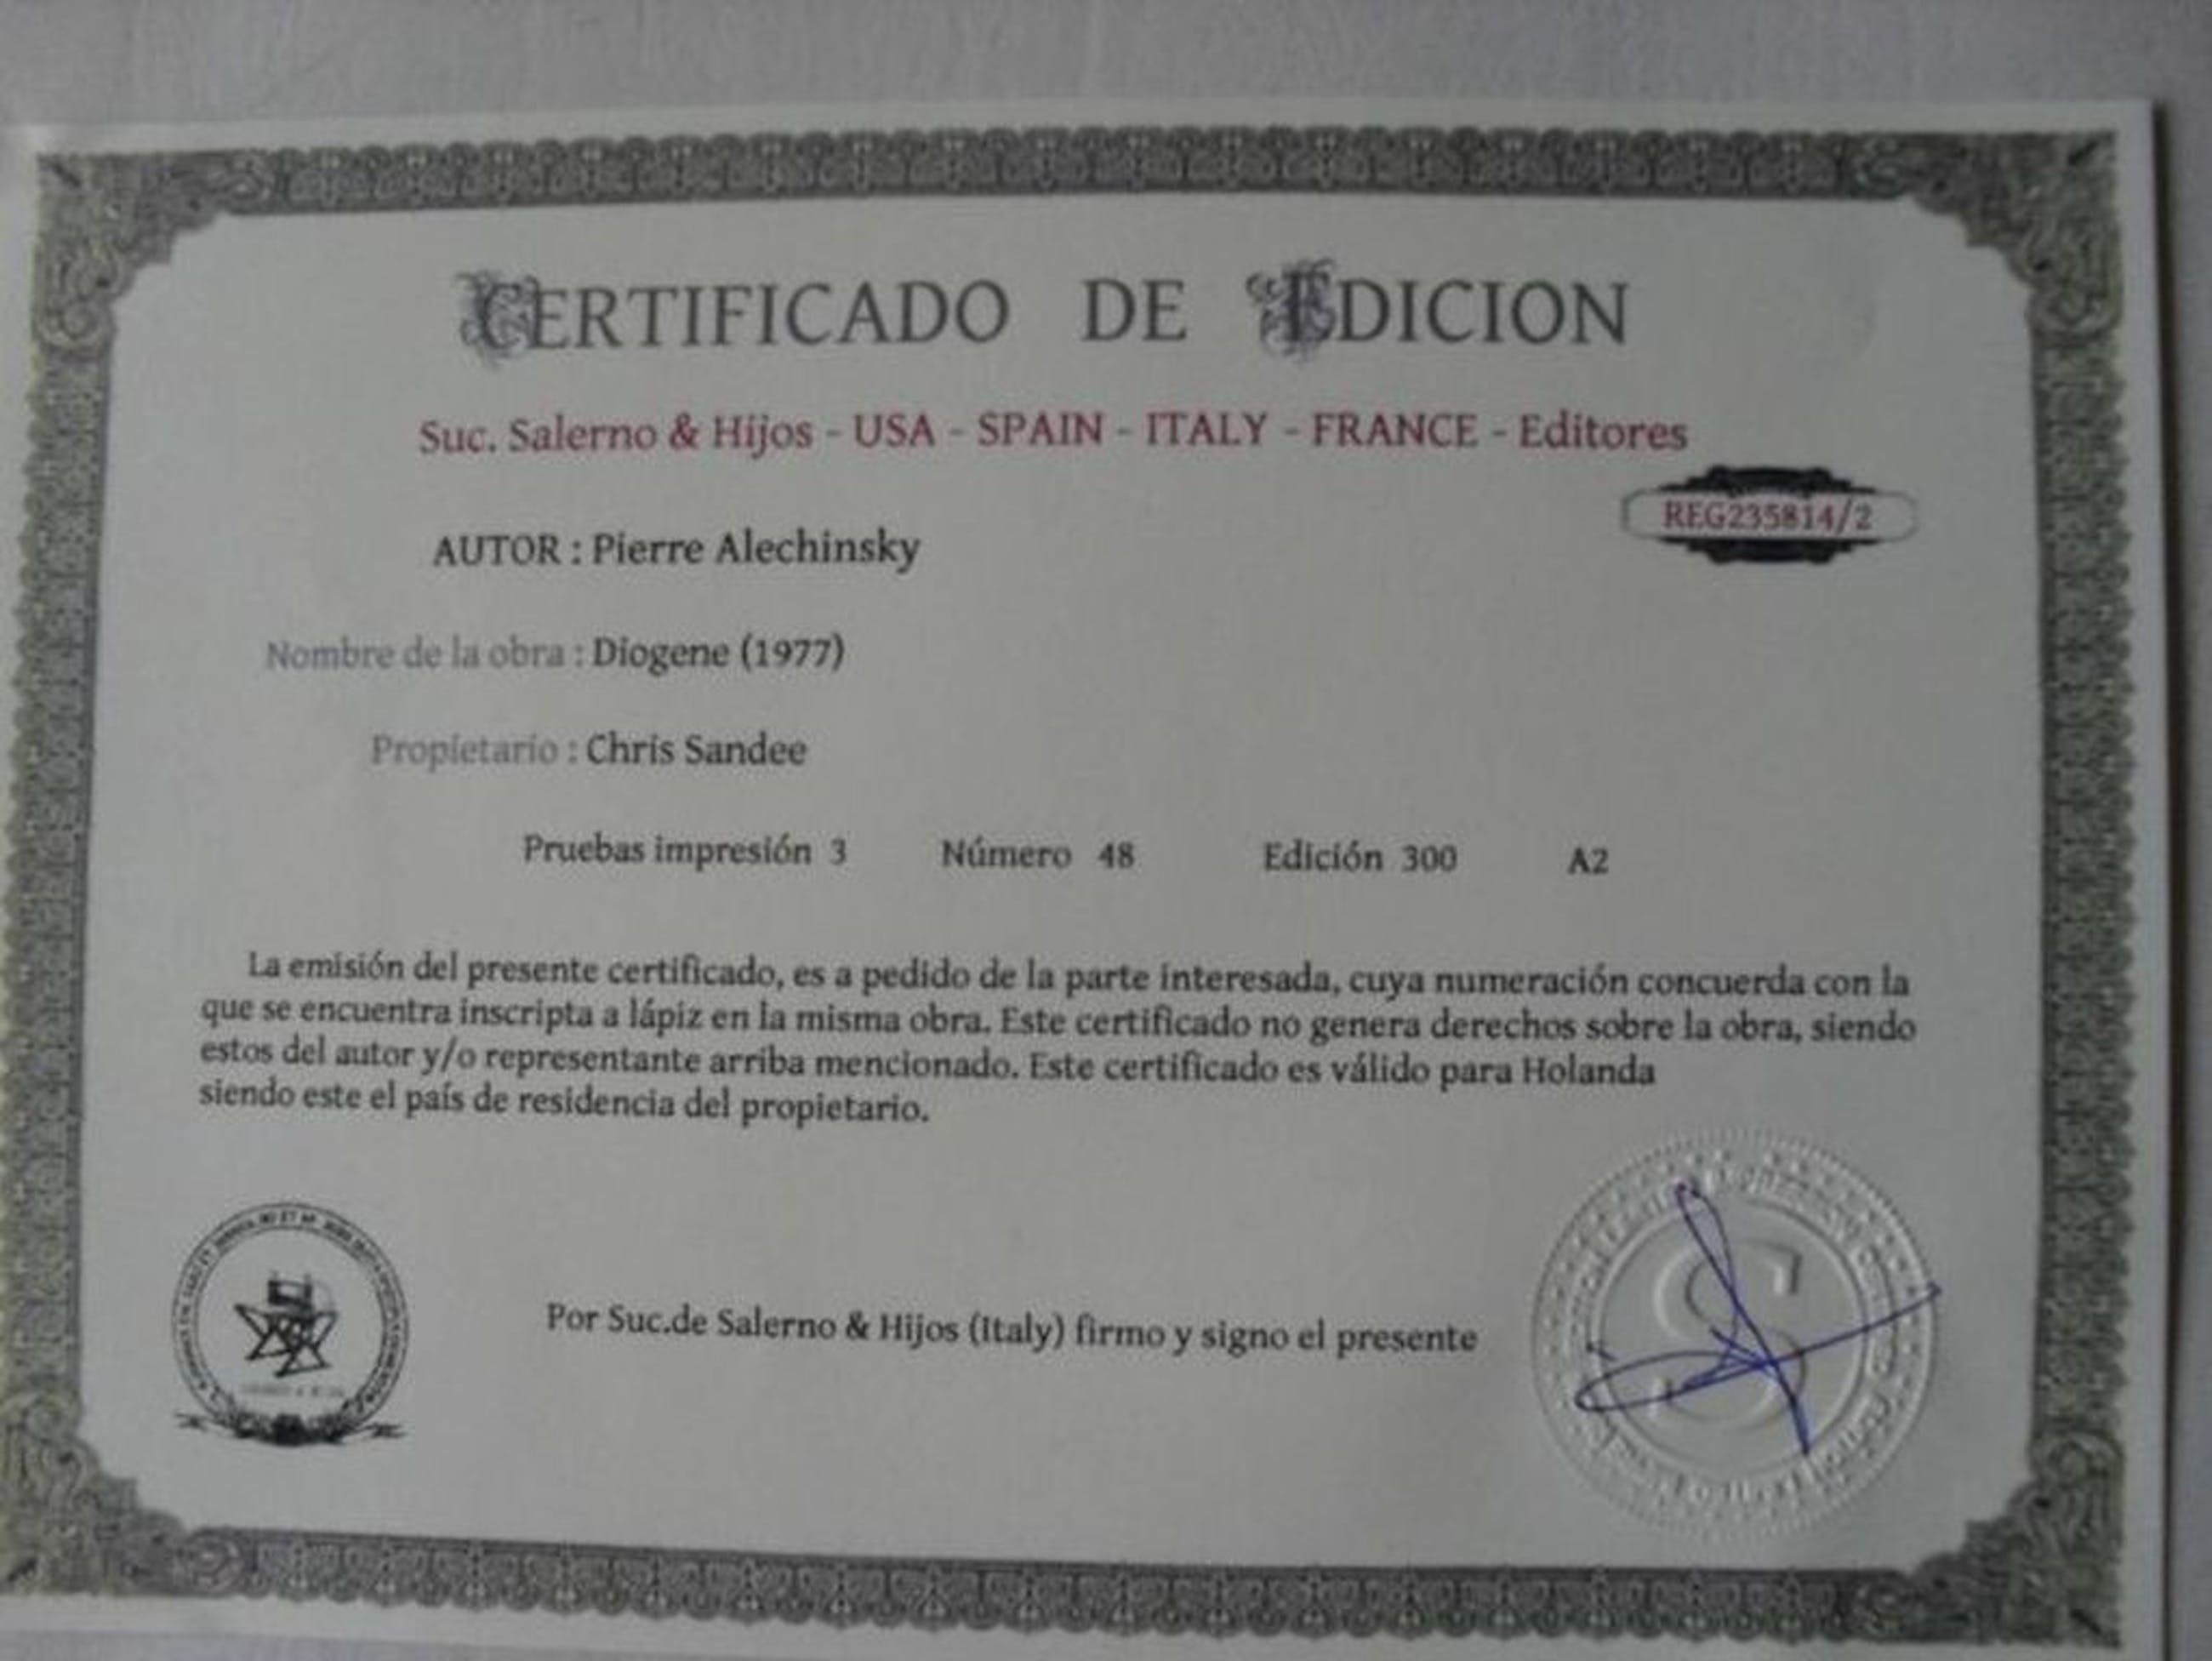 CERTIFICADO DE EDICION
Suc. Salerno & Hijos - USA - SPAIN - ITALY - FRANCE - Editores
REG235814/2
AUTOR : Pierre Alechinsky
Nombre de la obra : Diogene (1977)
Propietario : Chris Sandee
Pruebas impresión 3 Número 48 Edición 300 A2
La emisión del presente certificado, es a pedido de la parte interesada, cuya numeración concuerda con la
que se encuentra inscripta a lápiz en la misma obra. Este certificado no genera derechos sobre la obra, siendo
estos del autor y/o representante arriba mencionado. Este certificado es válido para Holanda
siendo este el país de residencia del propietario.
Por Suc.de Salerno & Hijos (Italy) firmo y signo el presente
S